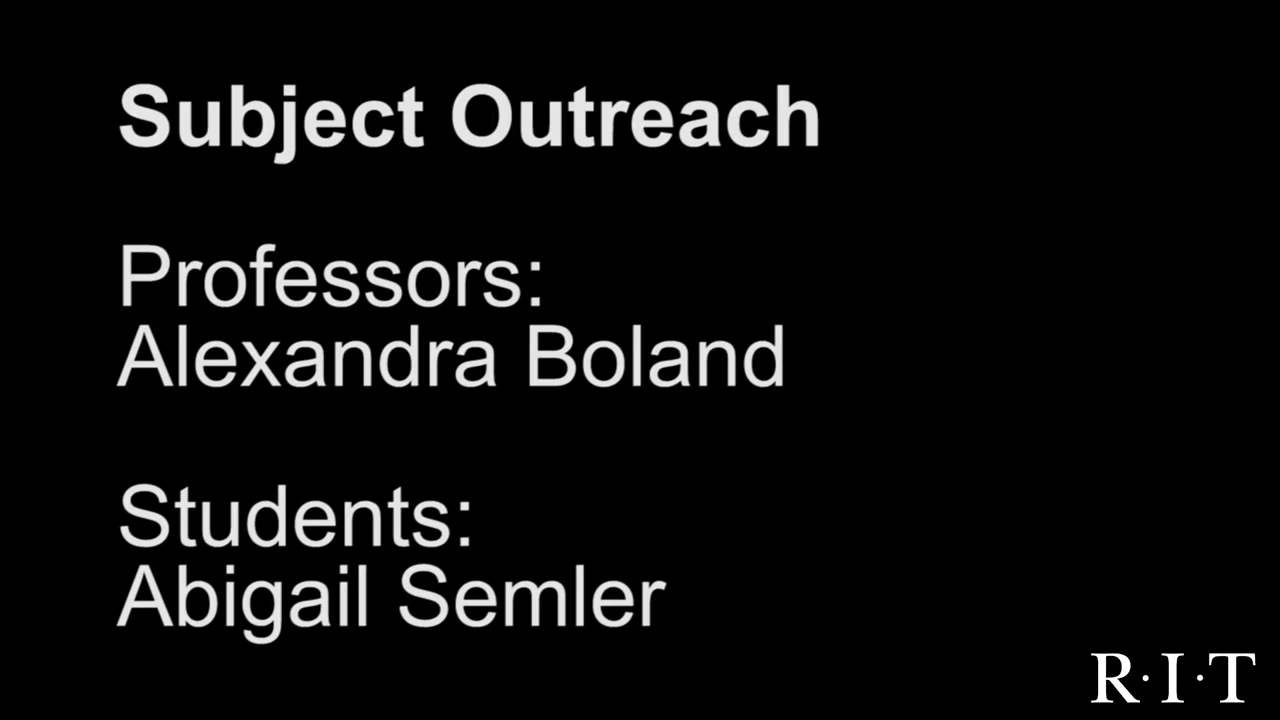 Subject Outreach
Professors:
Alexandra Boland
Students:
Abigail Semler
R·I·T